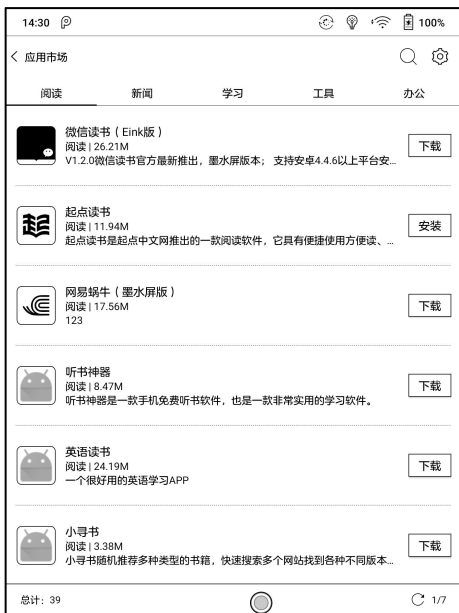 14:30 100%
应用市场
阅读 新闻 学习 工具 办公
微信读书（Eink版）
阅读 | 26.21M
V1.2.0微信读书官方最新推出，墨水屏版本； 支持安卓4.4.6以上平台安...
下载
起点读书
阅读 | 11.94M
起点读书是起点中文网推出的一款阅读软件，它具有便捷使用方便读、...
安装
网易蜗牛（墨水屏版）
阅读 | 17.56M
123
下载
听书神器
阅读 | 8.47M
听书神器是一款手机免费听书软件，也是一款非常实用的学习软件。
下载
英语读书
阅读 | 24.19M
一个很好用的英语学习APP
下载
小寻书
阅读 | 3.38M
小寻书随机推荐多种类型的书籍，快速搜索多个网站找到各种不同版本...
下载
总计：39 1/7